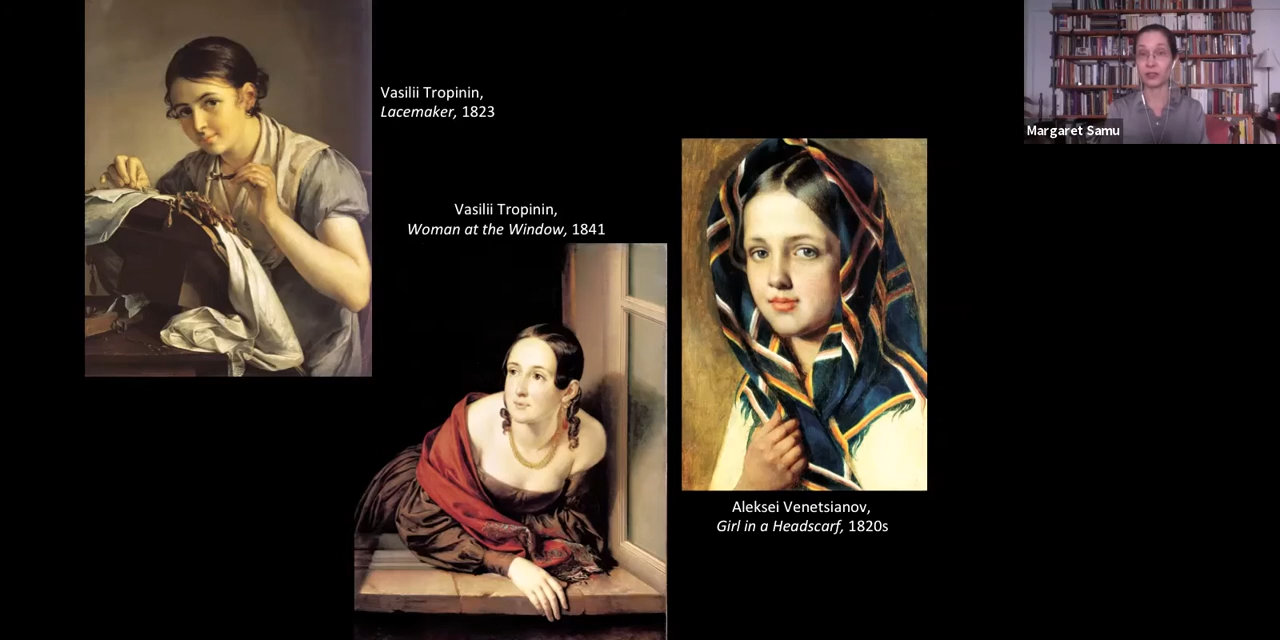 Vasilii Tropinin,
Lacemaker, 1823
Margaret Samu
Vasilii Tropinin,
Woman at the Window, 1841
Aleksei Venetsianov,
Girl in a Headscarf, 1820s